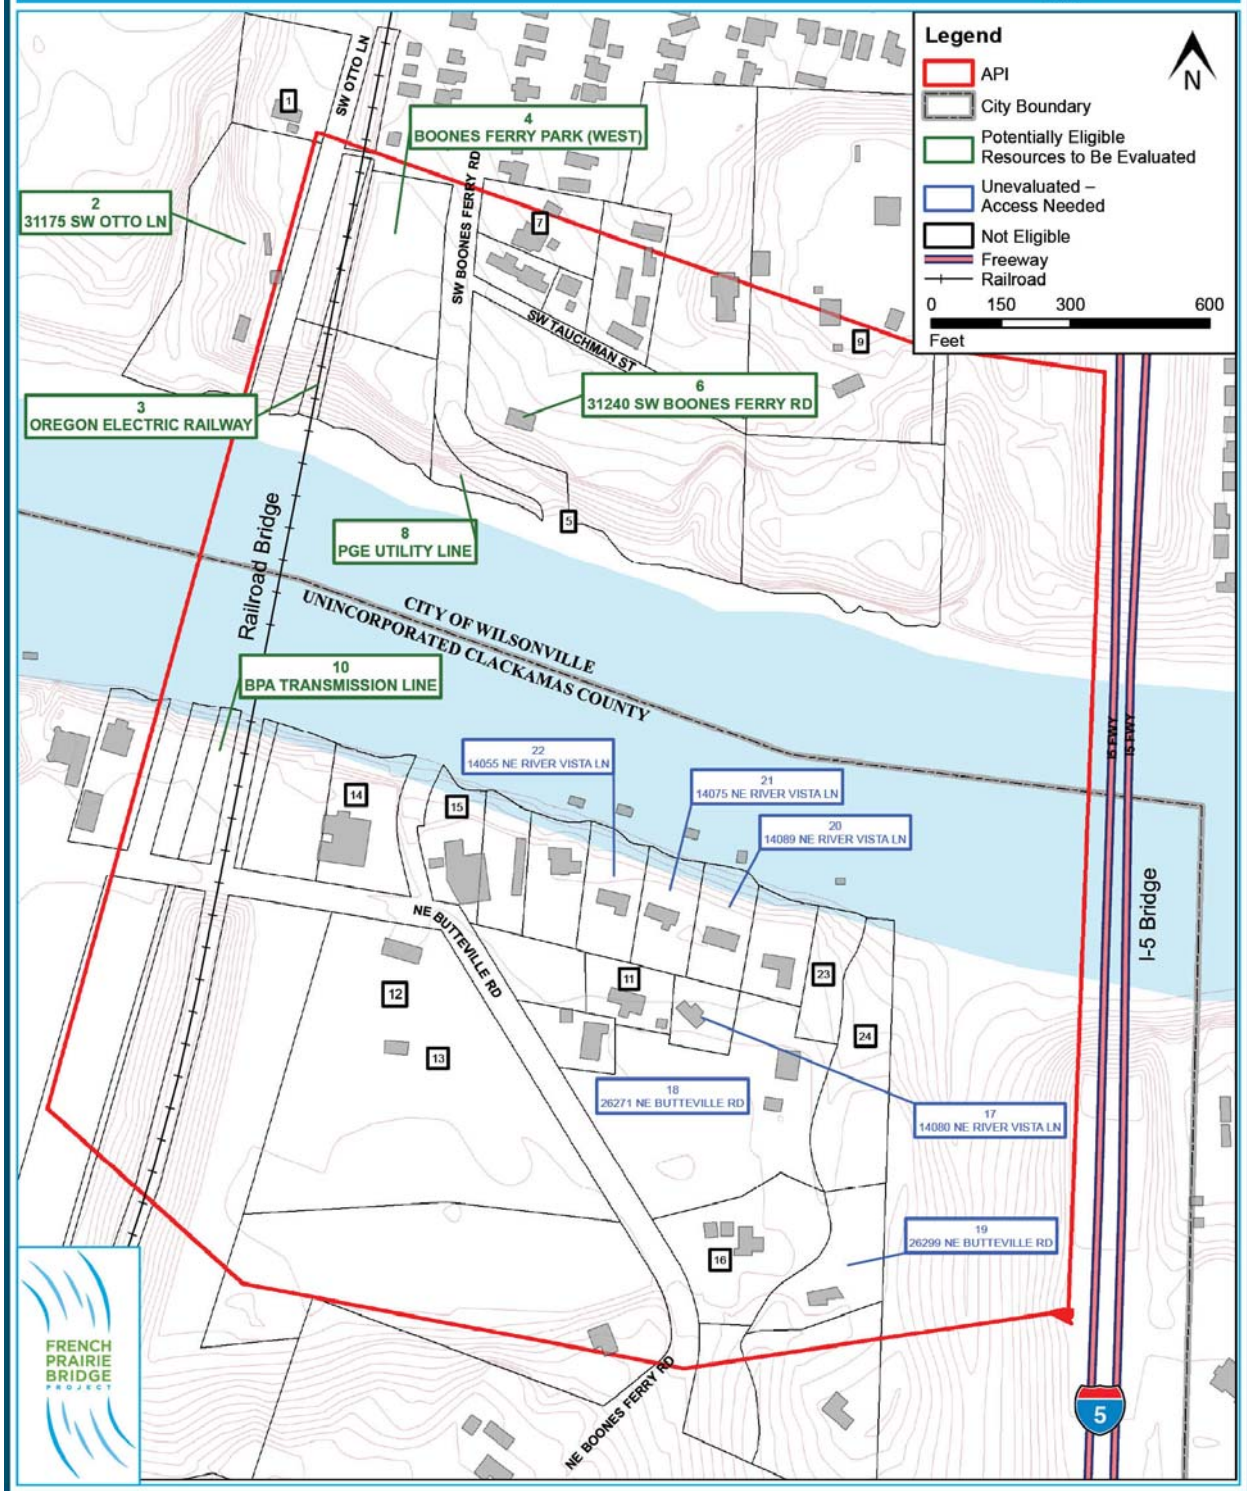 Legend
API
City Boundary
Potentially Eligible
Resources to Be Evaluated
Unevaluated –
Access Needed
Not Eligible
Freeway
Railroad
0 150 300 600
Feet
N
1
SW OTTO LN
4
BOONES FERRY PARK (WEST)
2
31175 SW OTTO LN
SW BOONES FERRY RD
7
SW TAUCHMAN ST
9
3
OREGON ELECTRIC RAILWAY
6
31240 SW BOONES FERRY RD
5
8
PGE UTILITY LINE
Railroad Bridge
CITY OF WILSONVILLE
UNINCORPORATED CLACKAMAS COUNTY
10
BPA TRANSMISSION LINE
I5 FWY
I5 FWY
22
14055 NE RIVER VISTA LN
21
14075 NE RIVER VISTA LN
20
14089 NE RIVER VISTA LN
14
15
I-5 Bridge
NE BUTTEVILLE RD
12
11
23
13
24
18
26271 NE BUTTEVILLE RD
17
14080 NE RIVER VISTA LN
19
26299 NE BUTTEVILLE RD
16
NE BOONES FERRY RD
5
FRENCH
PRAIRIE
BRIDGE
PROJECT